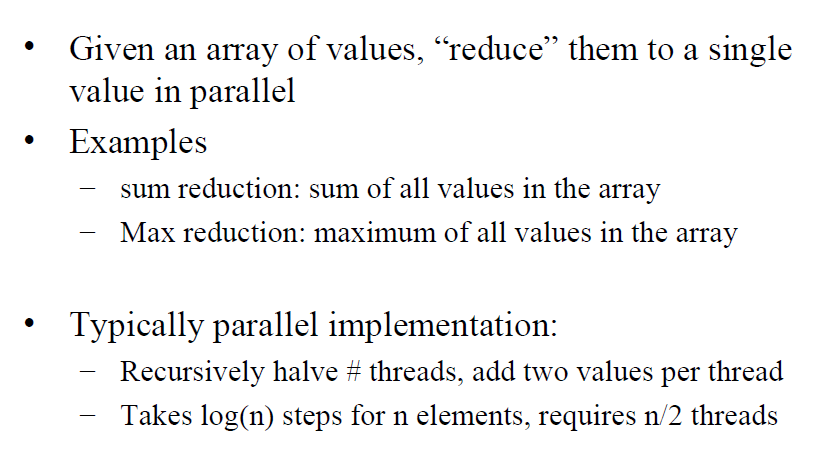 • Given an array of values, “reduce” them to a single
value in parallel
• Examples
– sum reduction: sum of all values in the array
– Max reduction: maximum of all values in the array
• Typically parallel implementation:
– Recursively halve # threads, add two values per thread
– Takes log(n) steps for n elements, requires n/2 threads